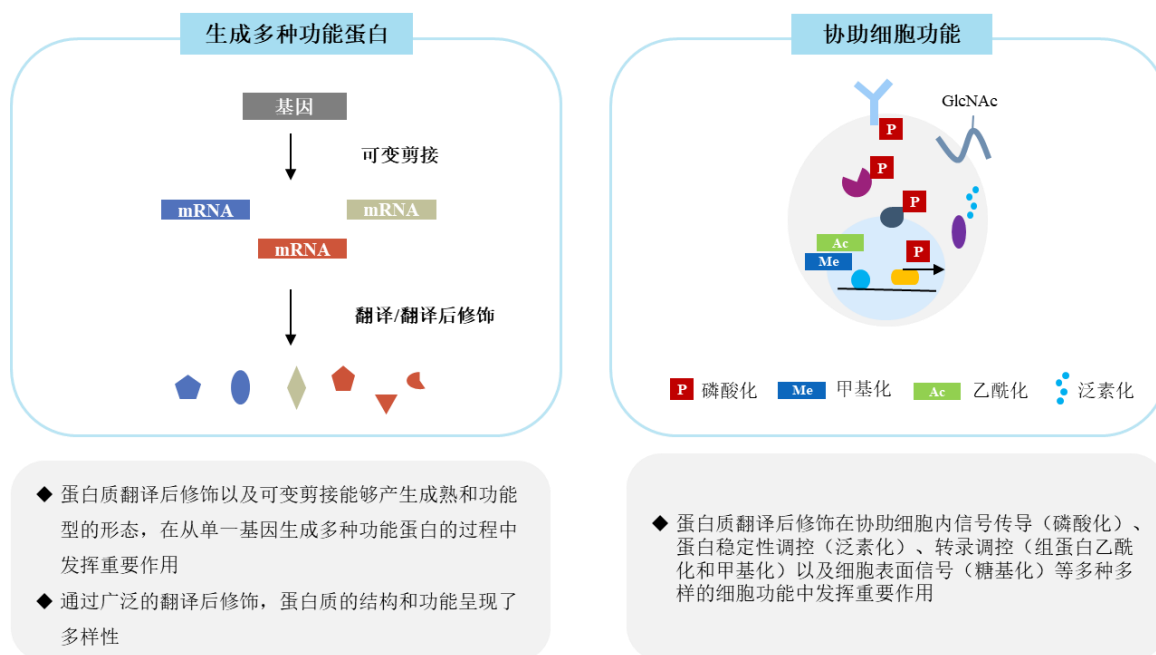 生成多种功能蛋白
基因
可变剪接
mRNA
mRNA
mRNA
翻译/翻译后修饰
◆ 蛋白质翻译后修饰以及可变剪接能够产生成熟和功能
型的形态，在从单一基因生成多种功能蛋白的过程中
发挥重要作用
◆ 通过广泛的翻译后修饰，蛋白质的结构和功能呈现了
多样性
协助细胞功能
GlcNAc
P
P
P
Ac
P
Me
P 磷酸化 Me 甲基化 Ac 乙酰化 泛素化
◆ 蛋白质翻译后修饰在协助细胞内信号传导（磷酸化）、
蛋白稳定性调控（泛素化）、转录调控（组蛋白乙酰
化和甲基化）以及细胞表面信号（糖基化）等多种多
样的细胞功能中发挥重要作用